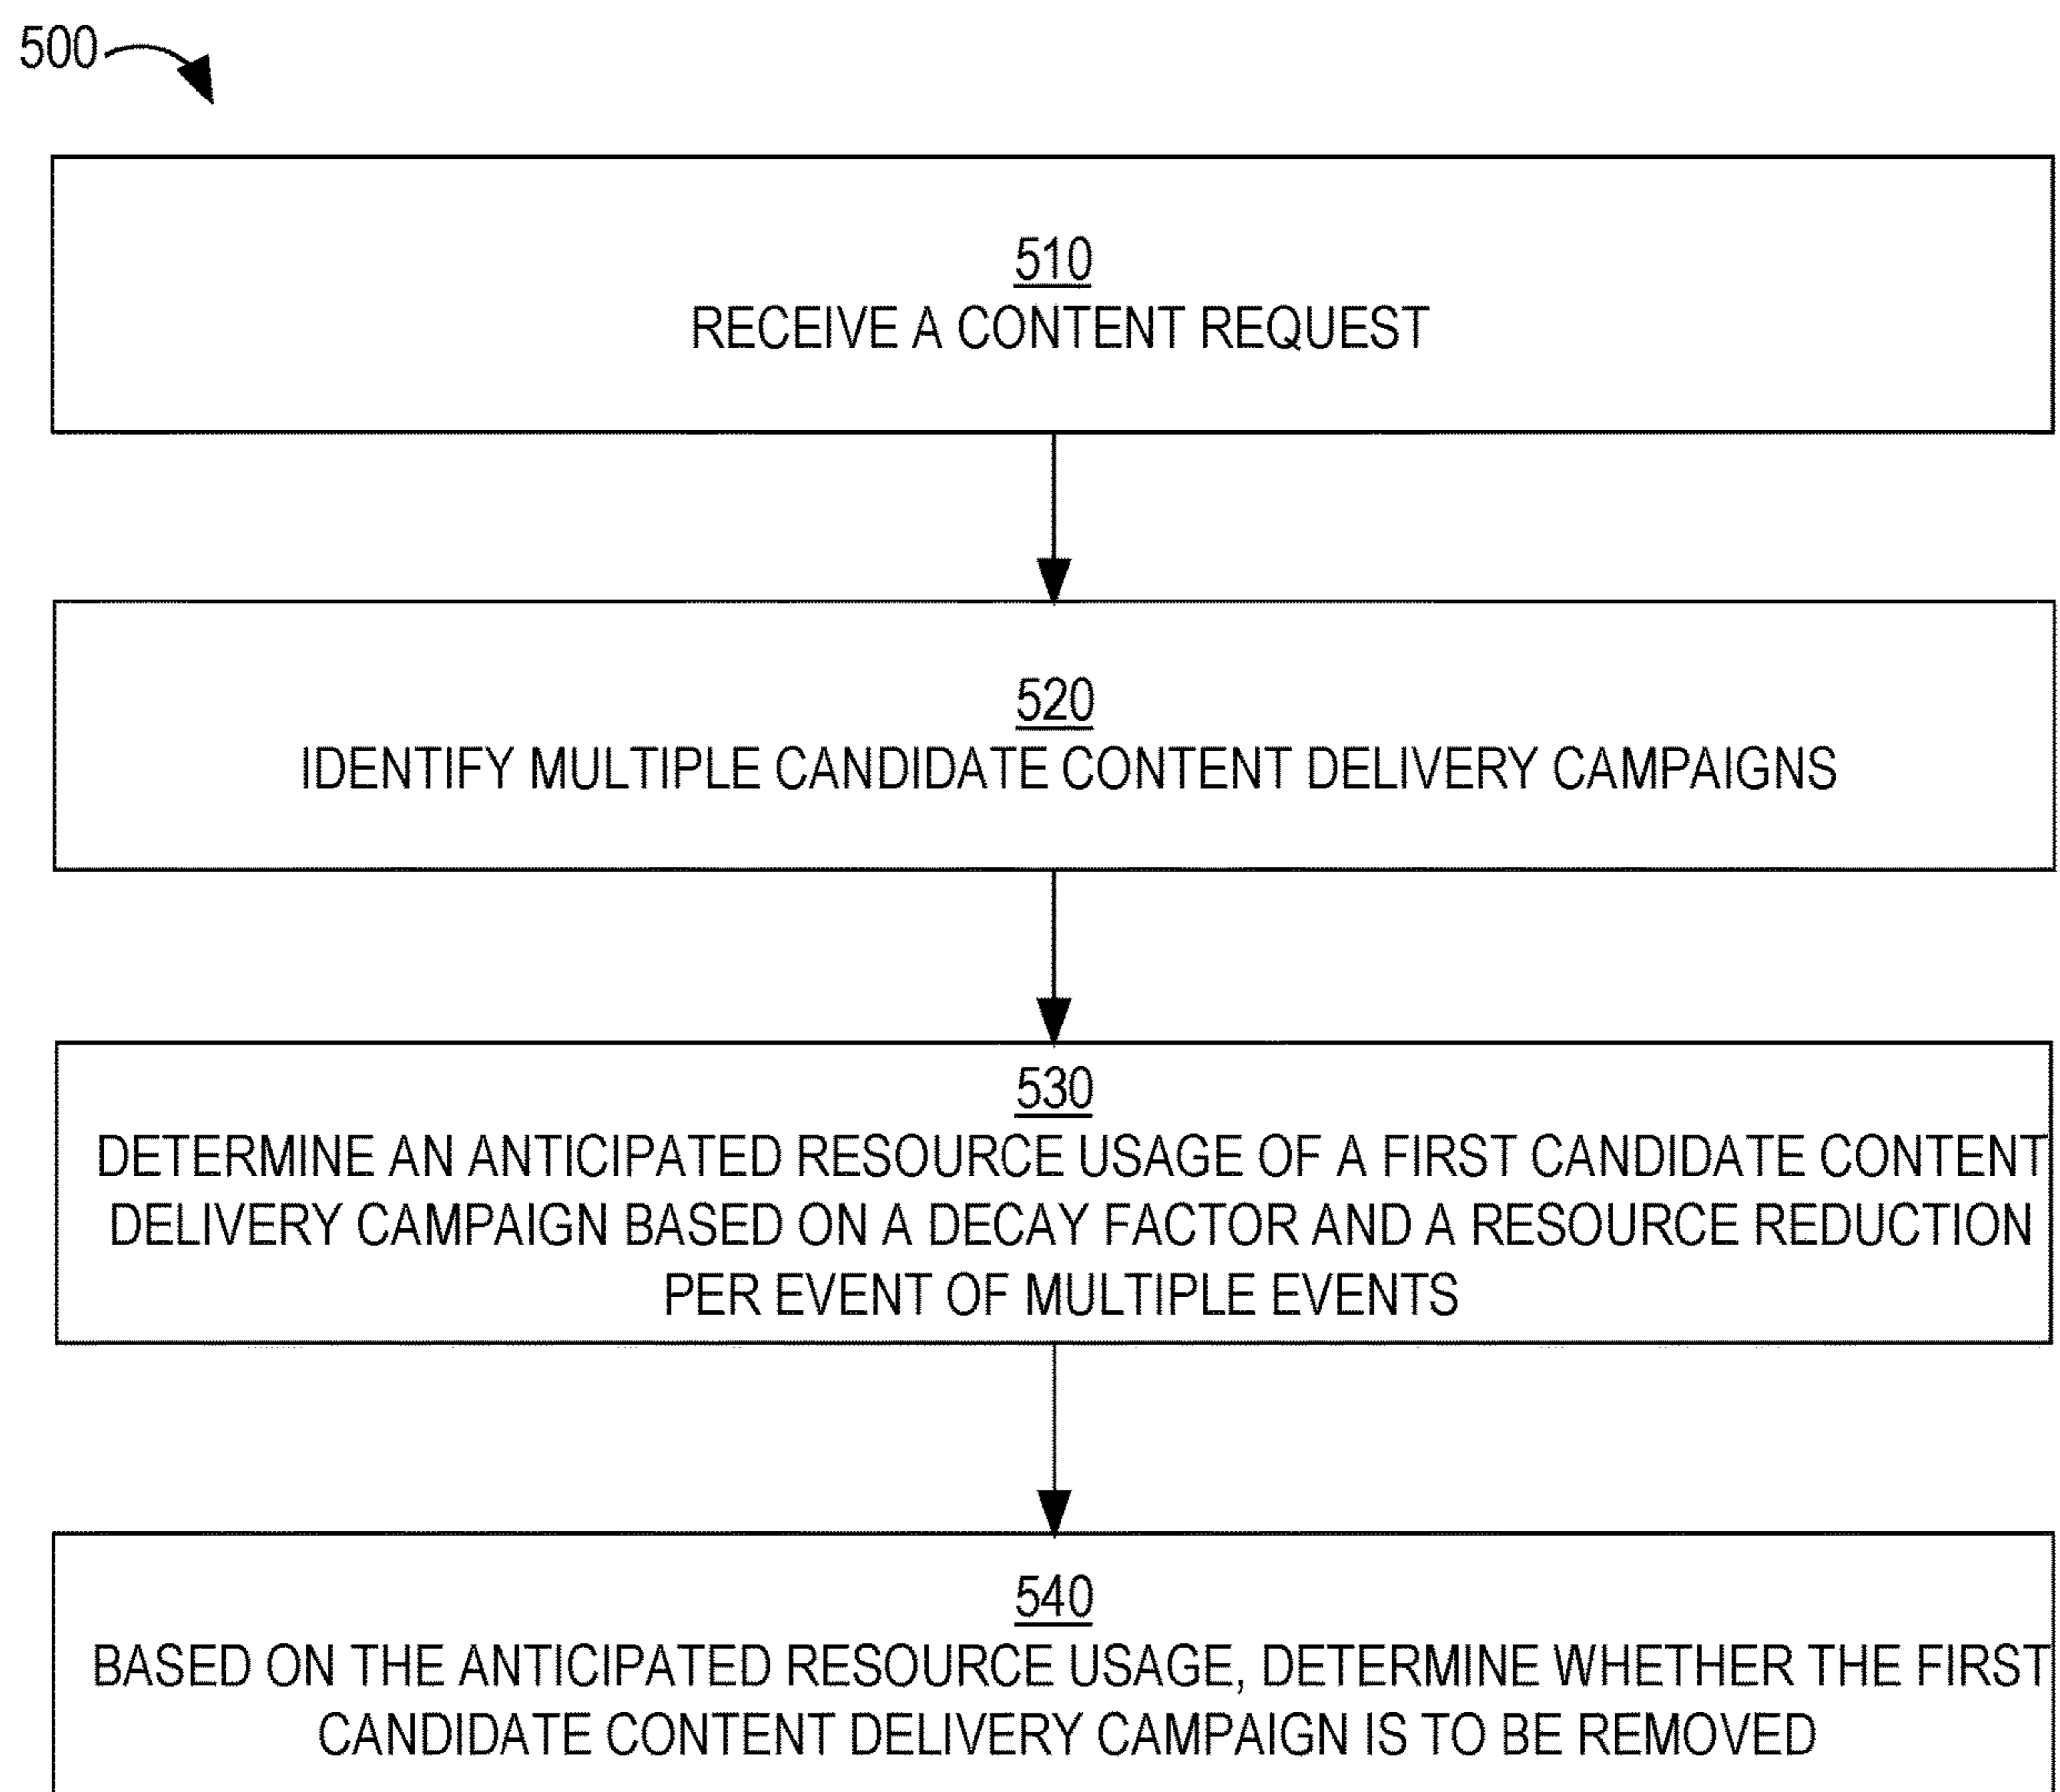 500
510
RECEIVE A CONTENT REQUEST
520
IDENTIFY MULTIPLE CANDIDATE CONTENT DELIVERY CAMPAIGNS
530
DETERMINE AN ANTICIPATED RESOURCE USAGE OF A FIRST CANDIDATE CONTENT
DELIVERY CAMPAIGN BASED ON A DECAY FACTOR AND A RESOURCE REDUCTION
PER EVENT OF MULTIPLE EVENTS
540
BASED ON THE ANTICIPATED RESOURCE USAGE, DETERMINE WHETHER THE FIRST
CANDIDATE CONTENT DELIVERY CAMPAIGN IS TO BE REMOVED